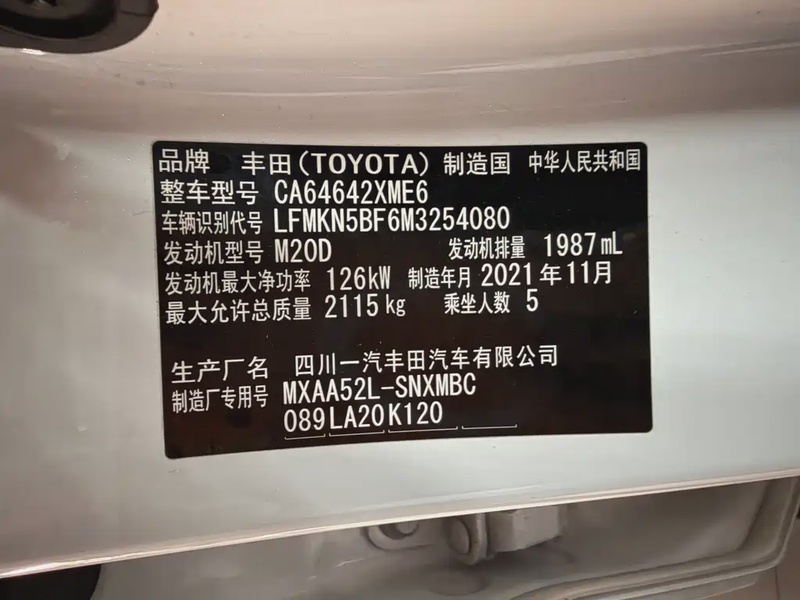 品牌 丰田(TOYOTA) 制造国 中华人民共和国
整车型号 CA64642XME6
车辆识别代号 LFMKN5BF6M3254080
发动机型号 M20D 发动机排量 1987mL
发动机最大净功率 126kW 制造年月 2021年11月
最大允许总质量 2115kg 乘坐人数 5
生产厂名 四川一汽丰田汽车有限公司
制造厂专用号 MXAA52L-SNXMBC
089 LA20 K120